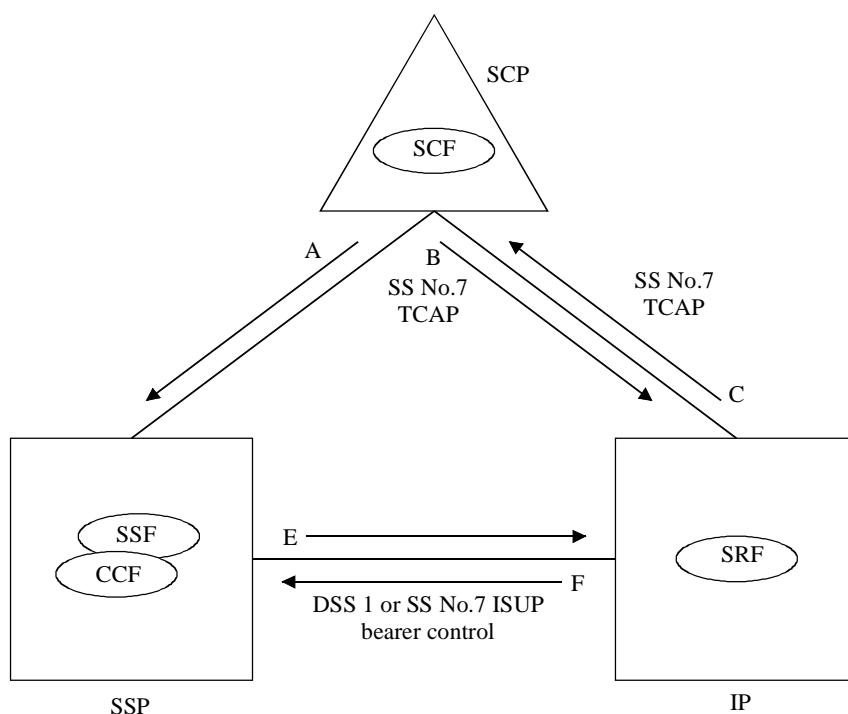 SCP
SCF
A
B
SS No.7
TCAP
SS No.7
TCAP
C
SSF
CCF
E
SRF
F
DSS 1 or SS No.7 ISUP
bearer control
SSP
IP